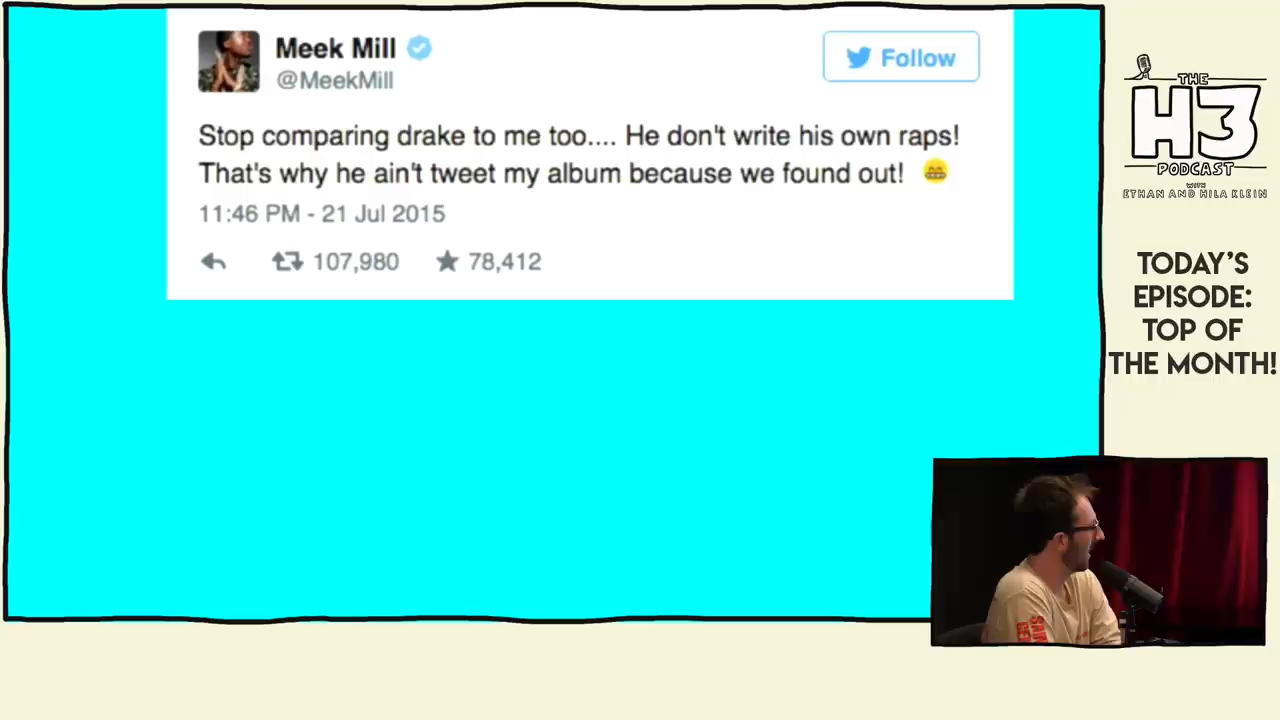 Meek Mill
@MeekMill
Follow
Stop comparing drake to me too.... He don't write his own raps!
That's why he ain't tweet my album because we found out! 😁
11:46 PM - 21 Jul 2015
107,980 78,412
THE
H3
PODCAST
WITH
ETHAN AND HILA KLEIN
TODAY'S
EPISODE:
TOP OF
THE MONTH!